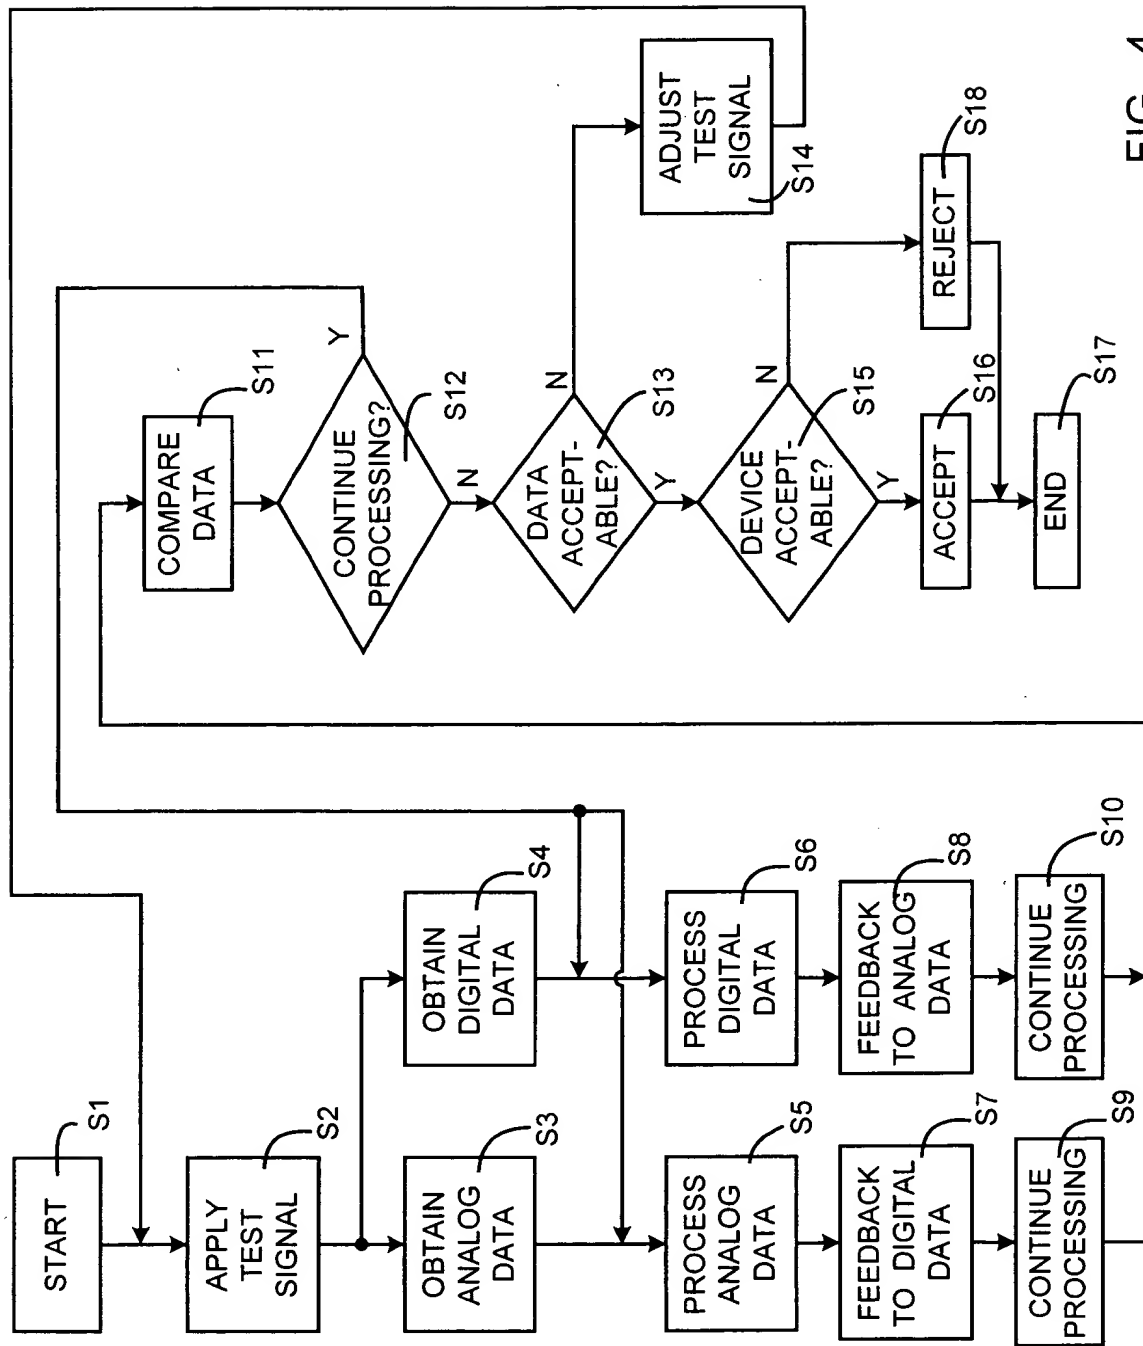 START
S1
APPLY
TEST
SIGNAL
S2
OBTAIN
ANALOG
DATA
S3
OBTAIN
DIGITAL
DATA
S4
PROCESS
ANALOG
DATA
S5
PROCESS
DIGITAL
DATA
S6
FEEDBACK
TO DIGITAL
DATA
S7
FEEDBACK
TO ANALOG
DATA
S8
CONTINUE
PROCESSING
S9
CONTINUE
PROCESSING
S10
COMPARE
DATA
S11
CONTINUE
PROCESSING?
S12
Y
N
DATA
ACCEPT-
ABLE?
S13
N
Y
ADJUST
TEST
SIGNAL
S14
DEVICE
ACCEPT-
ABLE?
S15
N
Y
ACCEPT
S16
REJECT
S18
END
S17
FIG.